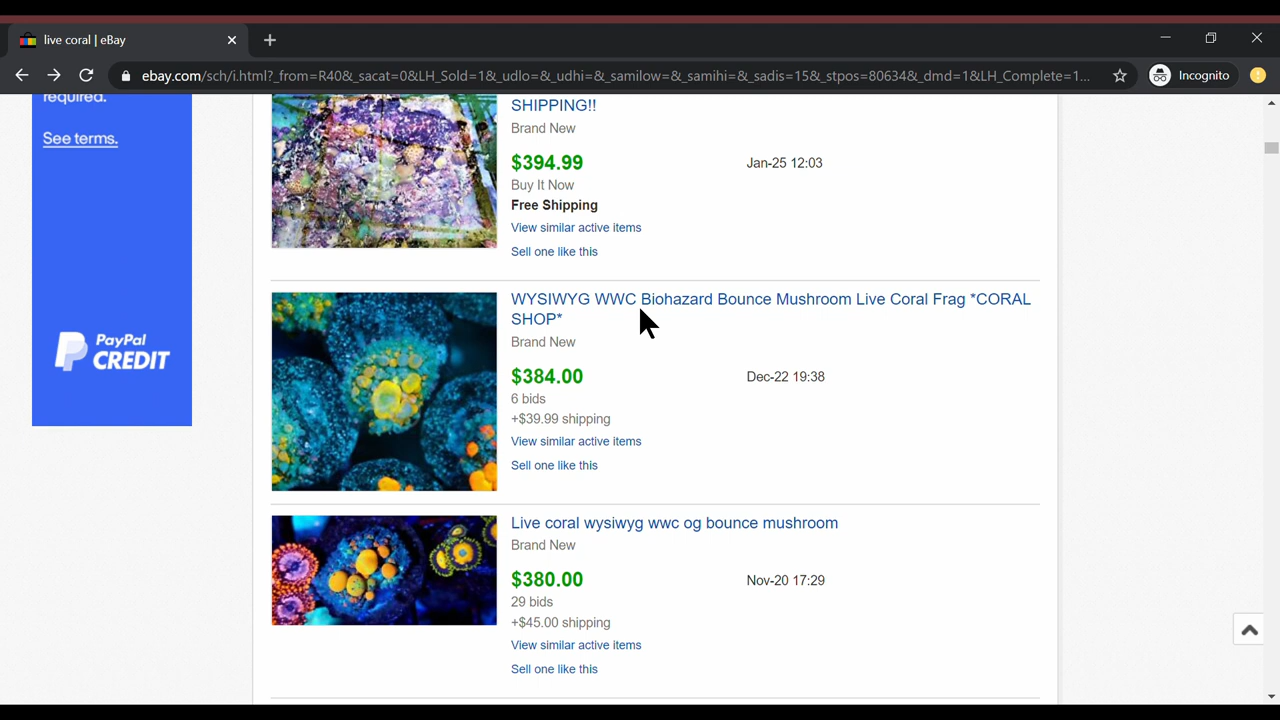 live coral | eBay
ebay.com/sch/i.html?_from=R40&_sacat=0&LH_Sold=1&_udlo=&_udhi=&_samilow=&_samihi=&_sadis=15&_stpos=80634&_dmd=1&LH_Complete=1...
Incognito
required.
See terms.
PayPal
CREDIT
SHIPPING!!
Brand New
$394.99 Jan-25 12:03
Buy It Now
Free Shipping
View similar active items
Sell one like this
WYSIWYG WWC Biohazard Bounce Mushroom Live Coral Frag *CORAL
SHOP*
Brand New
$384.00 Dec-22 19:38
6 bids
+$39.99 shipping
View similar active items
Sell one like this
Live coral wysiwyg wwc og bounce mushroom
Brand New
$380.00 Nov-20 17:29
29 bids
+$45.00 shipping
View similar active items
Sell one like this